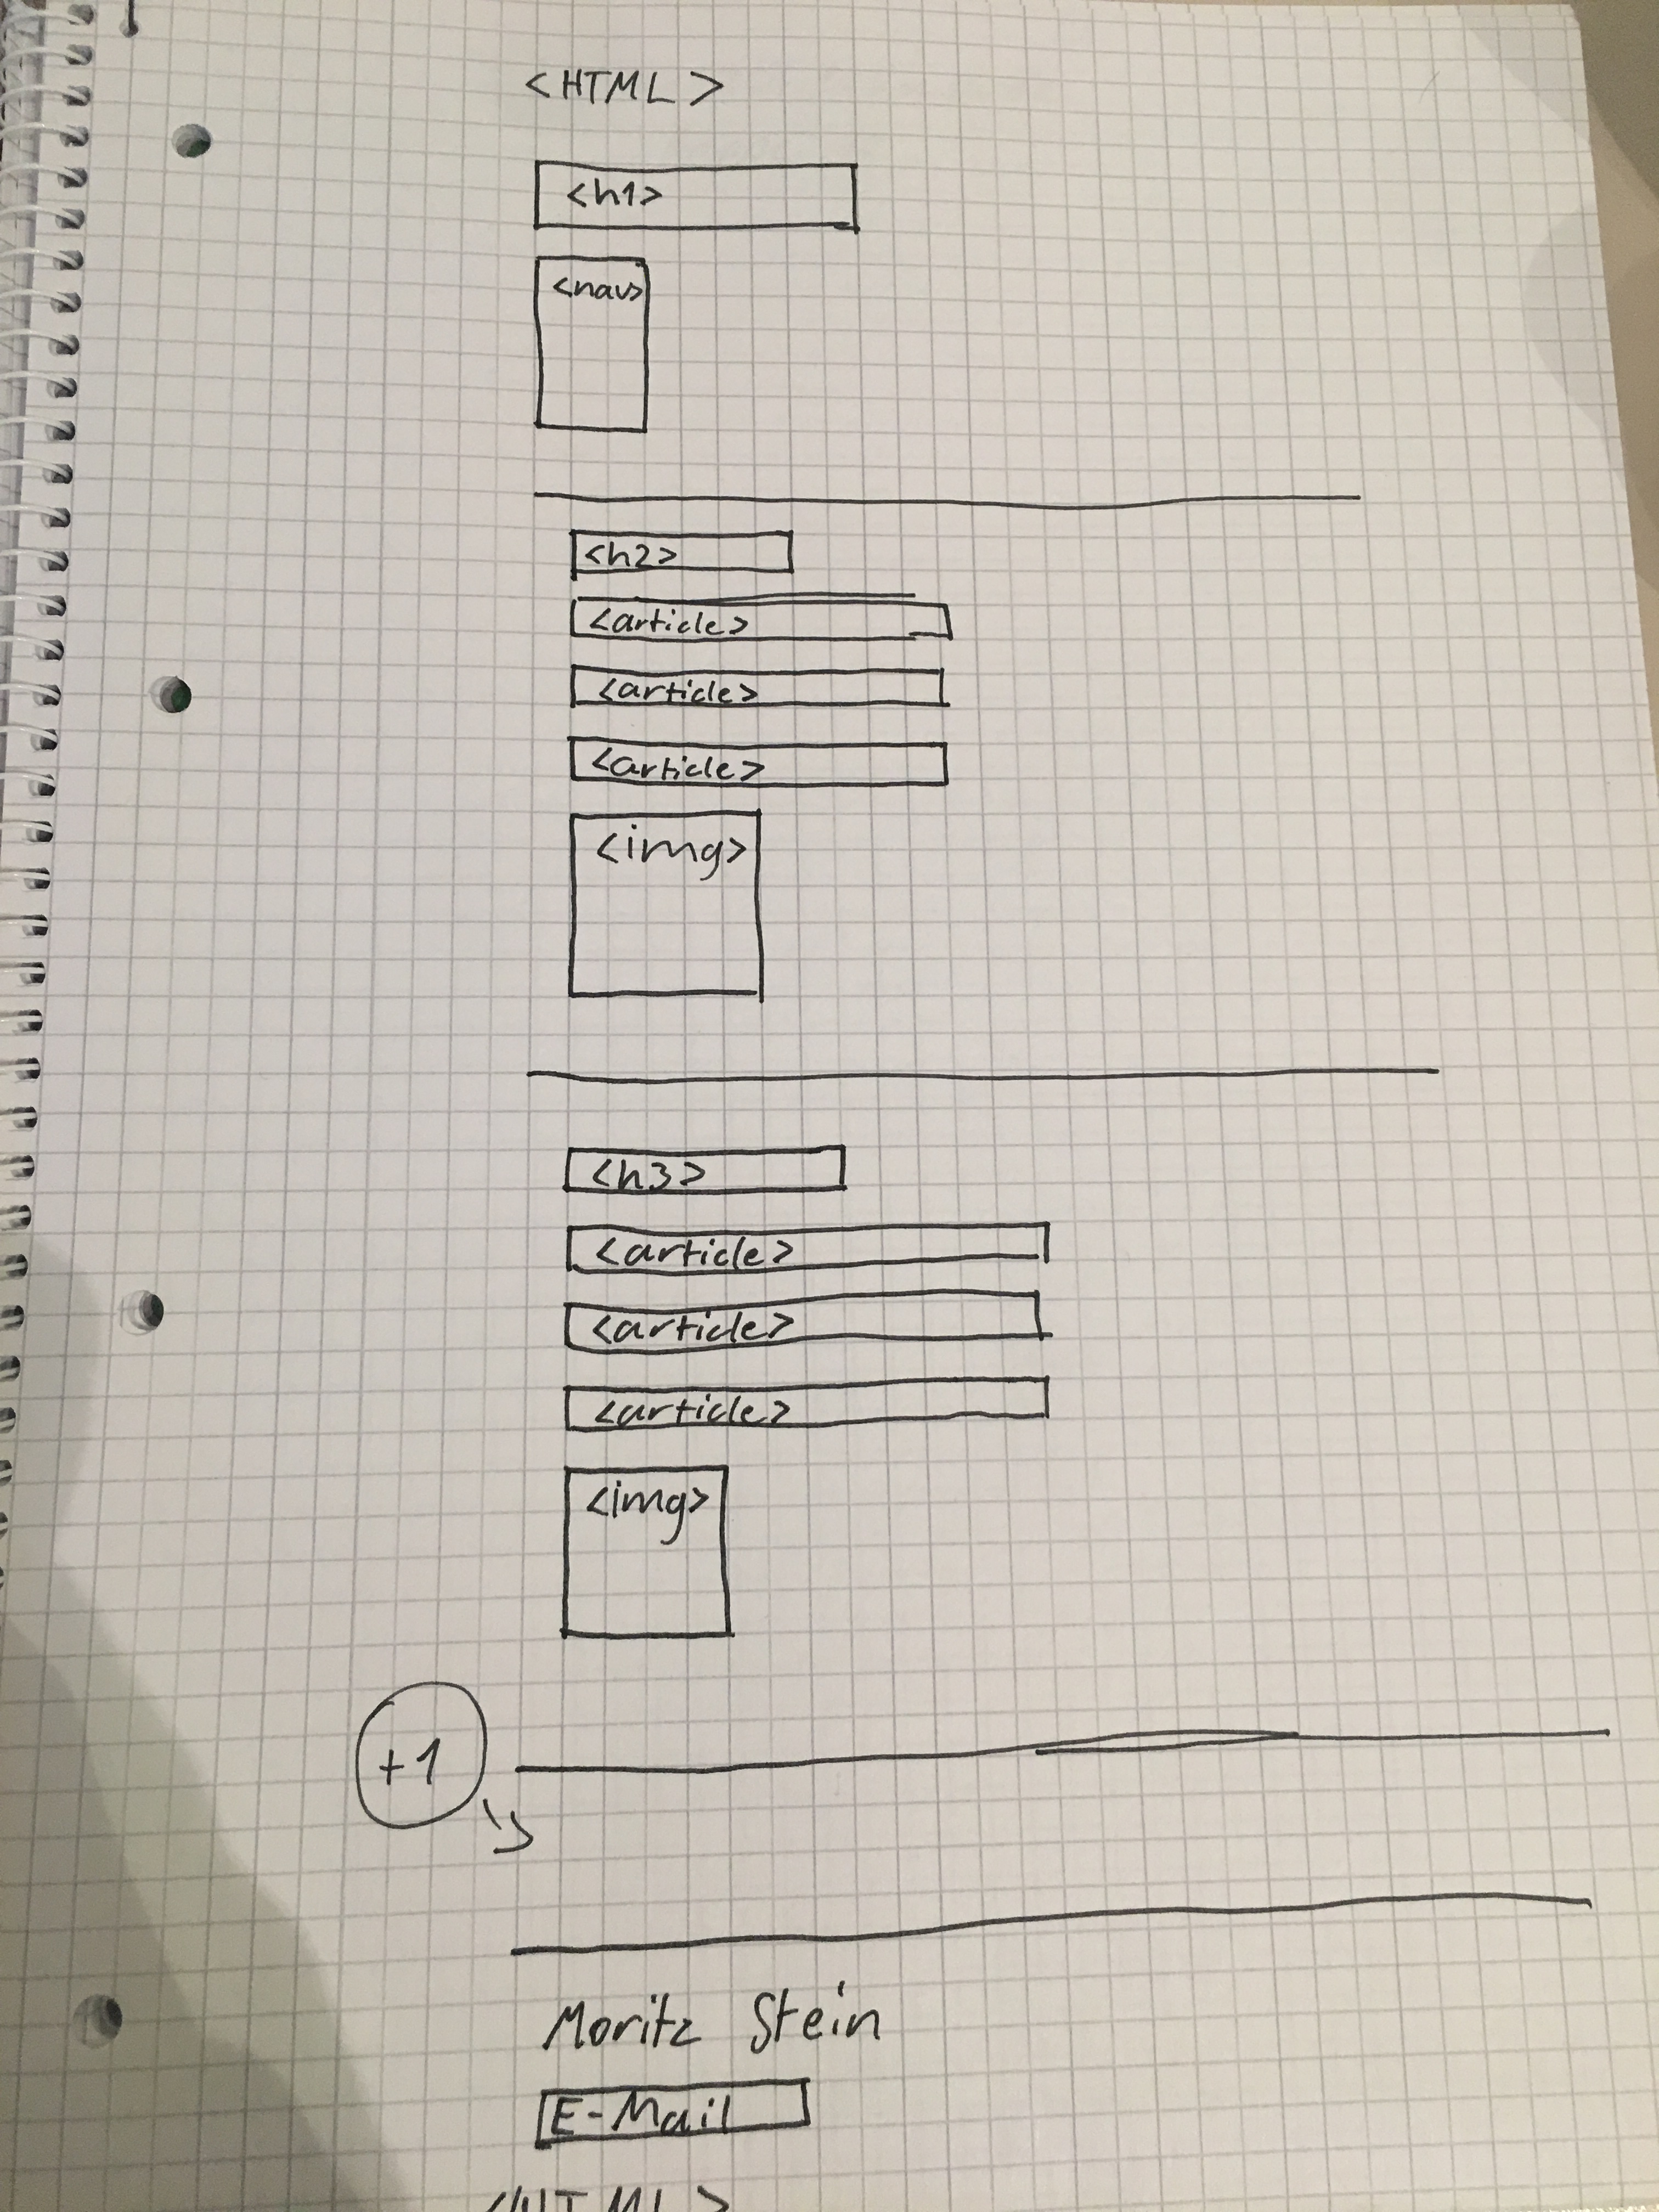 <HTML>
<h1>
<nav>
<h2>
<article>
<article>
<article>
<img>
<h3>
<article>
<article>
<article>
<img>
+1
Moritz Stein
E-Mail
</HTML>